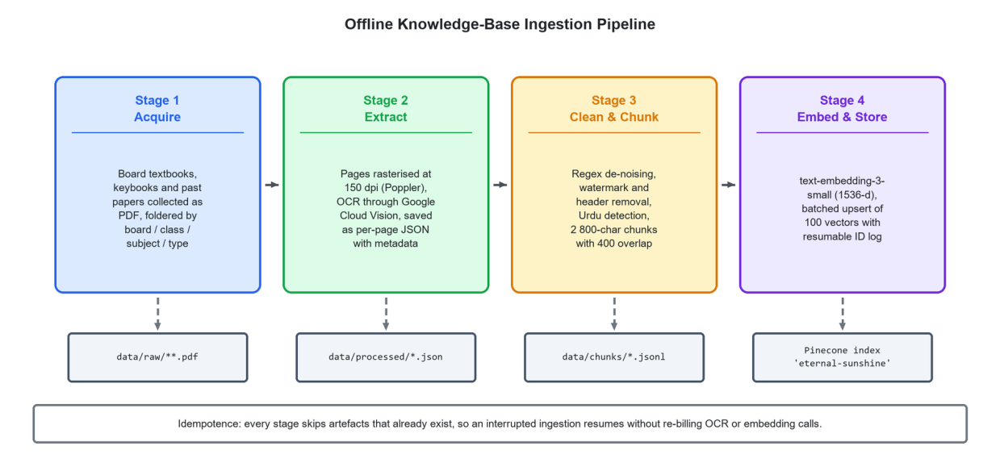 Offline Knowledge-Base Ingestion Pipeline
Stage 1
Acquire
Board textbooks,
keybooks and past
papers collected as
PDF, foldered by
board / class /
subject / type
Stage 2
Extract
Pages rasterised at
150 dpi (Poppler),
OCR through Google
Cloud Vision, saved
as per-page JSON
with metadata
Stage 3
Clean & Chunk
Regex de-noising,
watermark and
header removal,
Urdu detection,
2 800-char chunks
with 400 overlap
Stage 4
Embed & Store
text-embedding-3-
small (1536-d),
batched upsert of
100 vectors with
resumable ID log
data/raw/**.pdf
data/processed/*.json
data/chunks/*.jsonl
Pinecone index
'eternal-sunshine'
Idempotence: every stage skips artefacts that already exist, so an interrupted ingestion resumes without re-billing OCR or embedding calls.